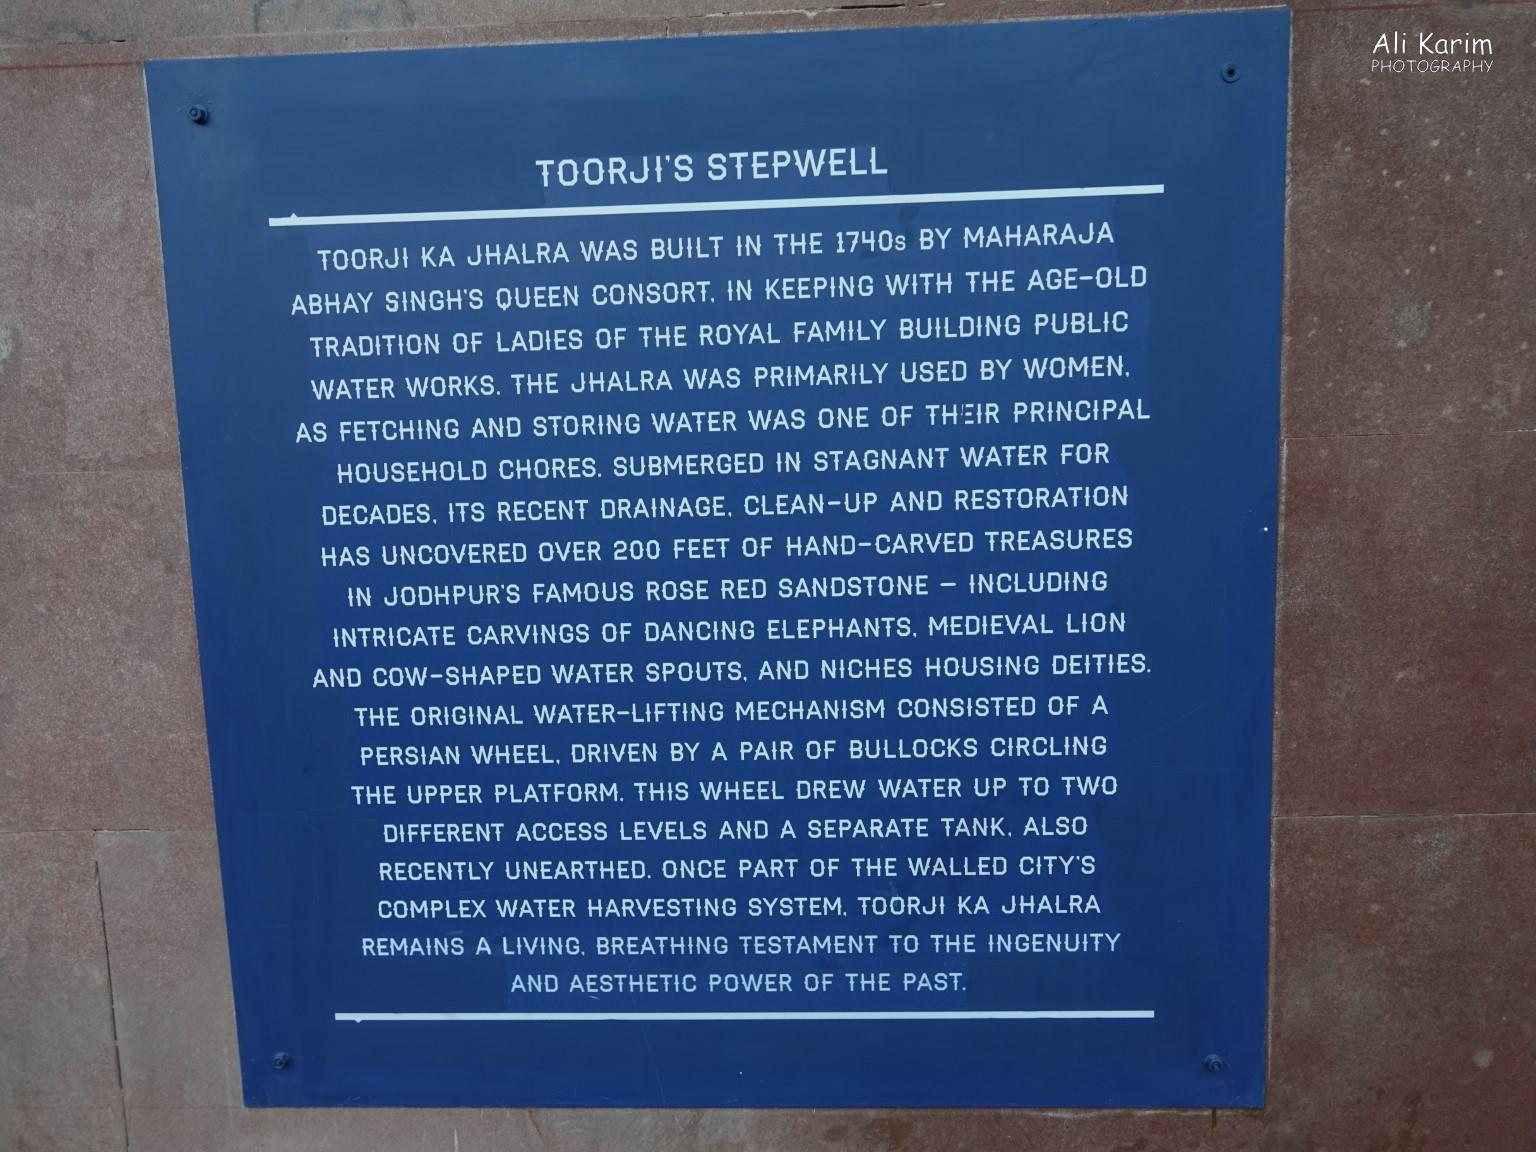 Ali Karim
PHOTOGRAPHY
TOORJI'S STEPWELL
TOORJI KA JHALRA WAS BUILT IN THE 1740s BY MAHARAJA
ABHAY SINGH'S QUEEN CONSORT, IN KEEPING WITH THE AGE-OLD
TRADITION OF LADIES OF THE ROYAL FAMILY BUILDING PUBLIC
WATER WORKS. THE JHALRA WAS PRIMARILY USED BY WOMEN,
AS FETCHING AND STORING WATER WAS ONE OF THEIR PRINCIPAL
HOUSEHOLD CHORES. SUBMERGED IN STAGNANT WATER FOR
DECADES, ITS RECENT DRAINAGE, CLEAN-UP AND RESTORATION
HAS UNCOVERED OVER 200 FEET OF HAND-CARVED TREASURES
IN JODHPUR'S FAMOUS ROSE RED SANDSTONE – INCLUDING
INTRICATE CARVINGS OF DANCING ELEPHANTS, MEDIEVAL LION
AND COW-SHAPED WATER SPOUTS, AND NICHES HOUSING DEITIES.
THE ORIGINAL WATER-LIFTING MECHANISM CONSISTED OF A
PERSIAN WHEEL, DRIVEN BY A PAIR OF BULLOCKS CIRCLING
THE UPPER PLATFORM. THIS WHEEL DREW WATER UP TO TWO
DIFFERENT ACCESS LEVELS AND A SEPARATE TANK, ALSO
RECENTLY UNEARTHED. ONCE PART OF THE WALLED CITY'S
COMPLEX WATER HARVESTING SYSTEM, TOORJI KA JHALRA
REMAINS A LIVING, BREATHING TESTAMENT TO THE INGENUITY
AND AESTHETIC POWER OF THE PAST.